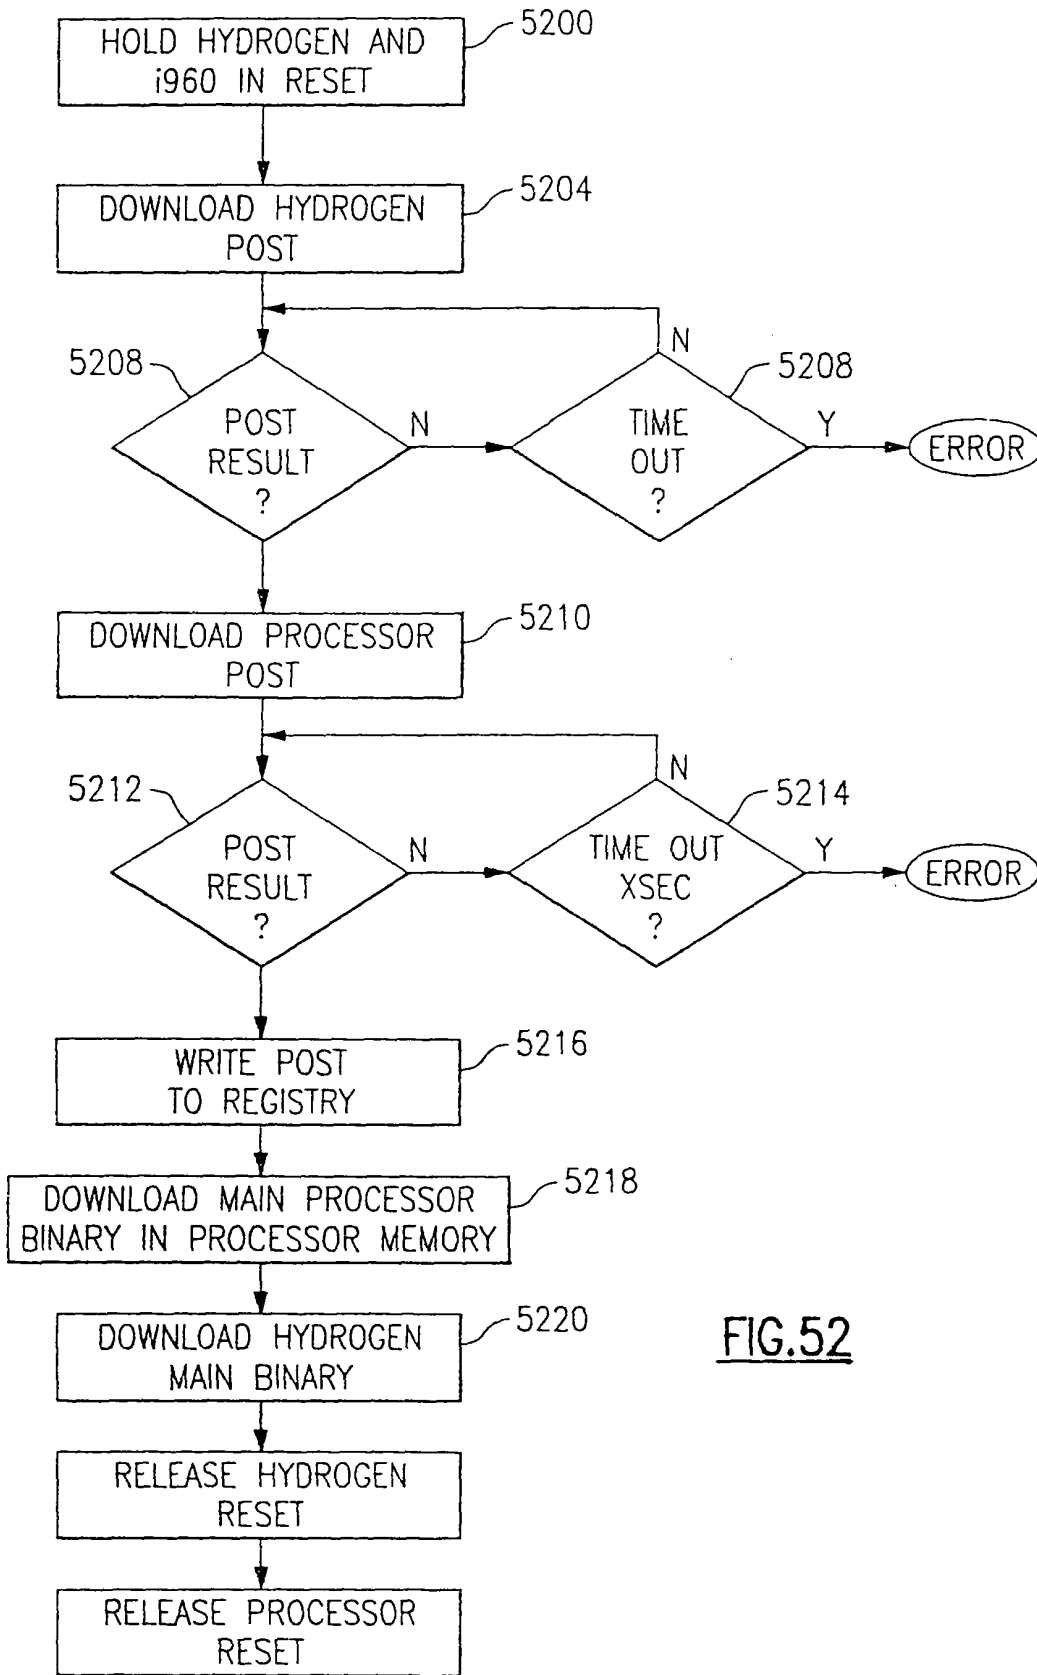 HOLD HYDROGEN AND
i960 IN RESET
5200
DOWNLOAD HYDROGEN
POST
5204
5208
POST
RESULT
?
N
N
5208
TIME
OUT
?
Y
ERROR
DOWNLOAD PROCESSOR
POST
5210
5212
POST
RESULT
?
N
N
5214
TIME OUT
XSEC
?
Y
ERROR
WRITE POST
TO REGISTRY
5216
DOWNLOAD MAIN PROCESSOR
BINARY IN PROCESSOR MEMORY
5218
DOWNLOAD HYDROGEN
MAIN BINARY
5220
FIG.52
RELEASE HYDROGEN
RESET
RELEASE PROCESSOR
RESET